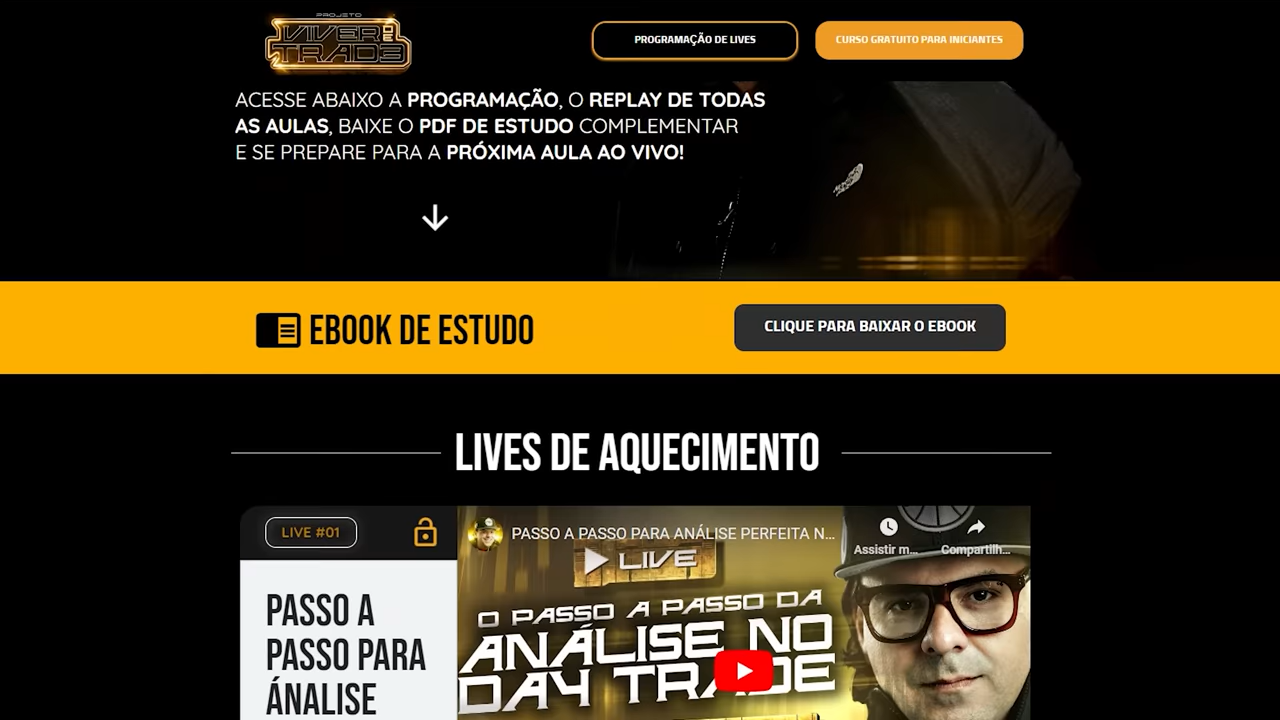 PROJETO
VIVER DE
TRAD3
PROGRAMAÇÃO DE LIVES
CURSO GRATUITO PARA INICIANTES
ACESSE ABAIXO A PROGRAMAÇÃO, O REPLAY DE TODAS
AS AULAS, BAIXE O PDF DE ESTUDO COMPLEMENTAR
E SE PREPARE PARA A PRÓXIMA AULA AO VIVO!
EBOOK DE ESTUDO
CLIQUE PARA BAIXAR O EBOOK
LIVES DE AQUECIMENTO
LIVE #01
PASSO A
PASSO PARA
ÁNALISE
PASSO A PASSO PARA ANÁLISE PERFEITA N...
Assistir m...
Compartilh...
LIVE
O PASSO A PASSO DA
ANÁLISE NO
DAY TRADE